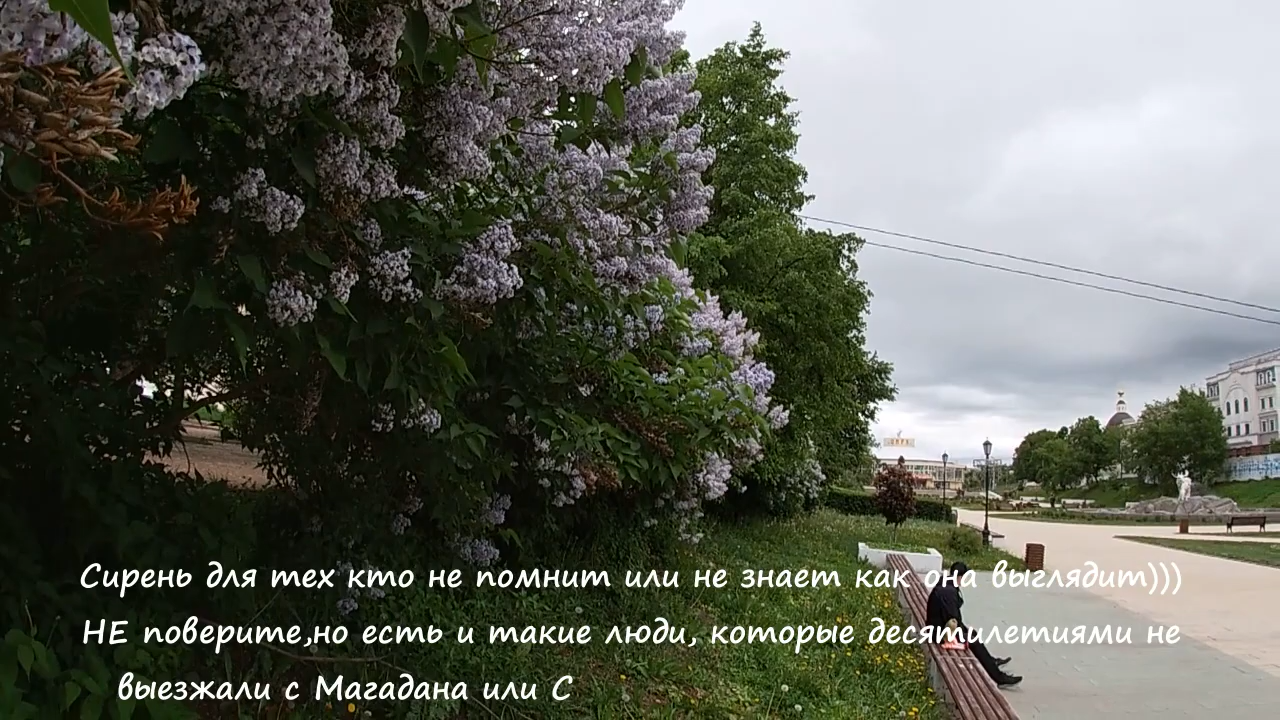 Сирень для тех кто не помнит или не знает как она выглядит)))
НЕ поверите,но есть и такие люди, которые десятилетиями не
выезжали с Магадана или С